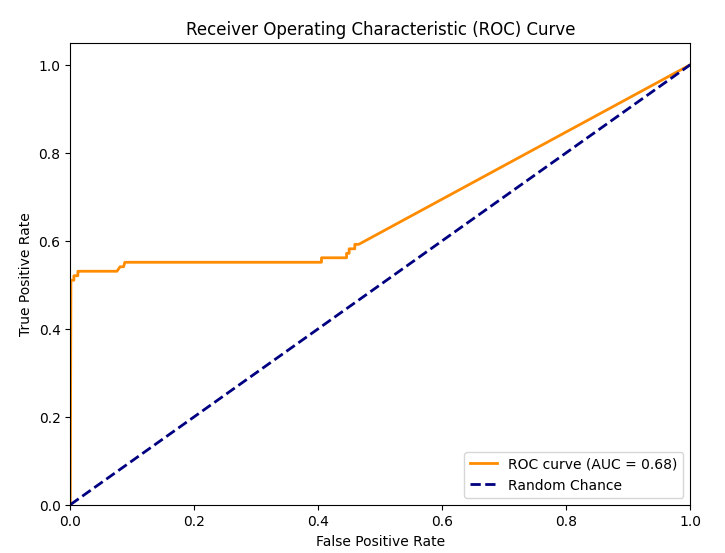 Receiver Operating Characteristic (ROC) Curve
True Positive Rate
1.0
0.8
0.6
0.4
0.2
0.0
0.0 0.2 0.4 0.6 0.8 1.0
False Positive Rate
ROC curve (AUC = 0.68)
Random Chance